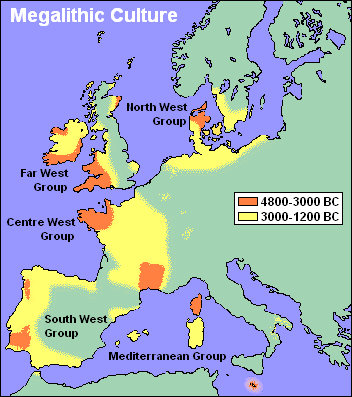 Megalithic Culture
North West
Group
Far West
Group
4800-3000 BC
3000-1200 BC
Centre West
Group
South West
Group
Mediterranean Group